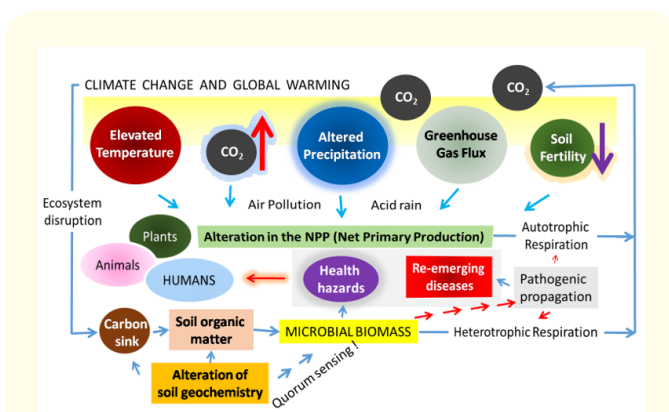 CLIMATE CHANGE AND GLOBAL WARMING
CO₂
CO₂
Elevated
Temperature
CO₂
Altered
Precipitation
Greenhouse
Gas Flux
Soil
Fertility
Ecosystem
disruption
Air Pollution
Acid rain
Plants
Alteration in the NPP (Net Primary Production)
Autotrophic
Respiration
Animals
HUMANS
Health
hazards
Re-emerging
diseases
Pathogenic
propagation
Carbon
sink
Soil organic
matter
MICROBIAL BIOMASS
Heterotrophic Respiration
Alteration of
soil geochemistry
Quorum sensing !